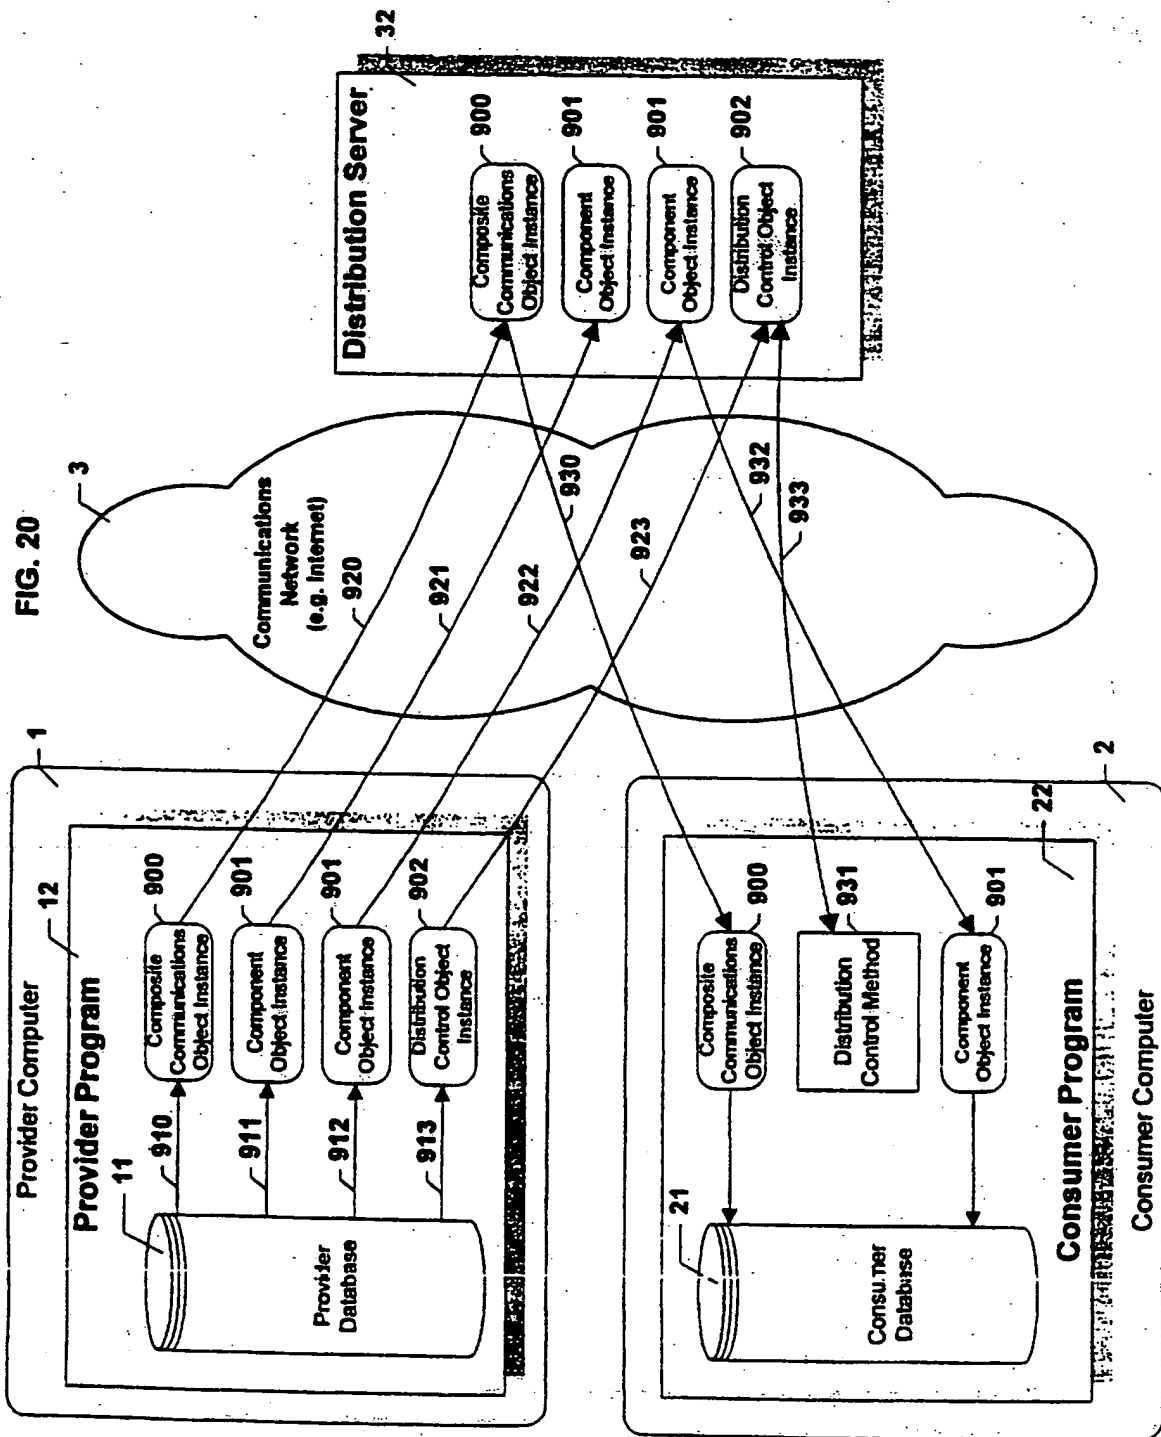 FIG. 20
Provider Computer
1
Provider Program
12
11
Provider
Database
910
911
912
913
Composite
Communications
Object Instance
900
Component
Object Instance
901
Component
Object Instance
901
Distribution
Control Object
Instance
902
3
Communications
Network
(e.g. Internet)
920
921
922
923
930
932
933
Distribution Server
32
Composite
Communications
Object Instance
900
Component
Object Instance
901
Component
Object Instance
901
Distribution
Control Object
Instance
902
2
22
21
Consumer
Database
Composite
Communications
Object Instance
900
Distribution
Control Method
931
Component
Object Instance
901
Consumer Program
Consumer Computer